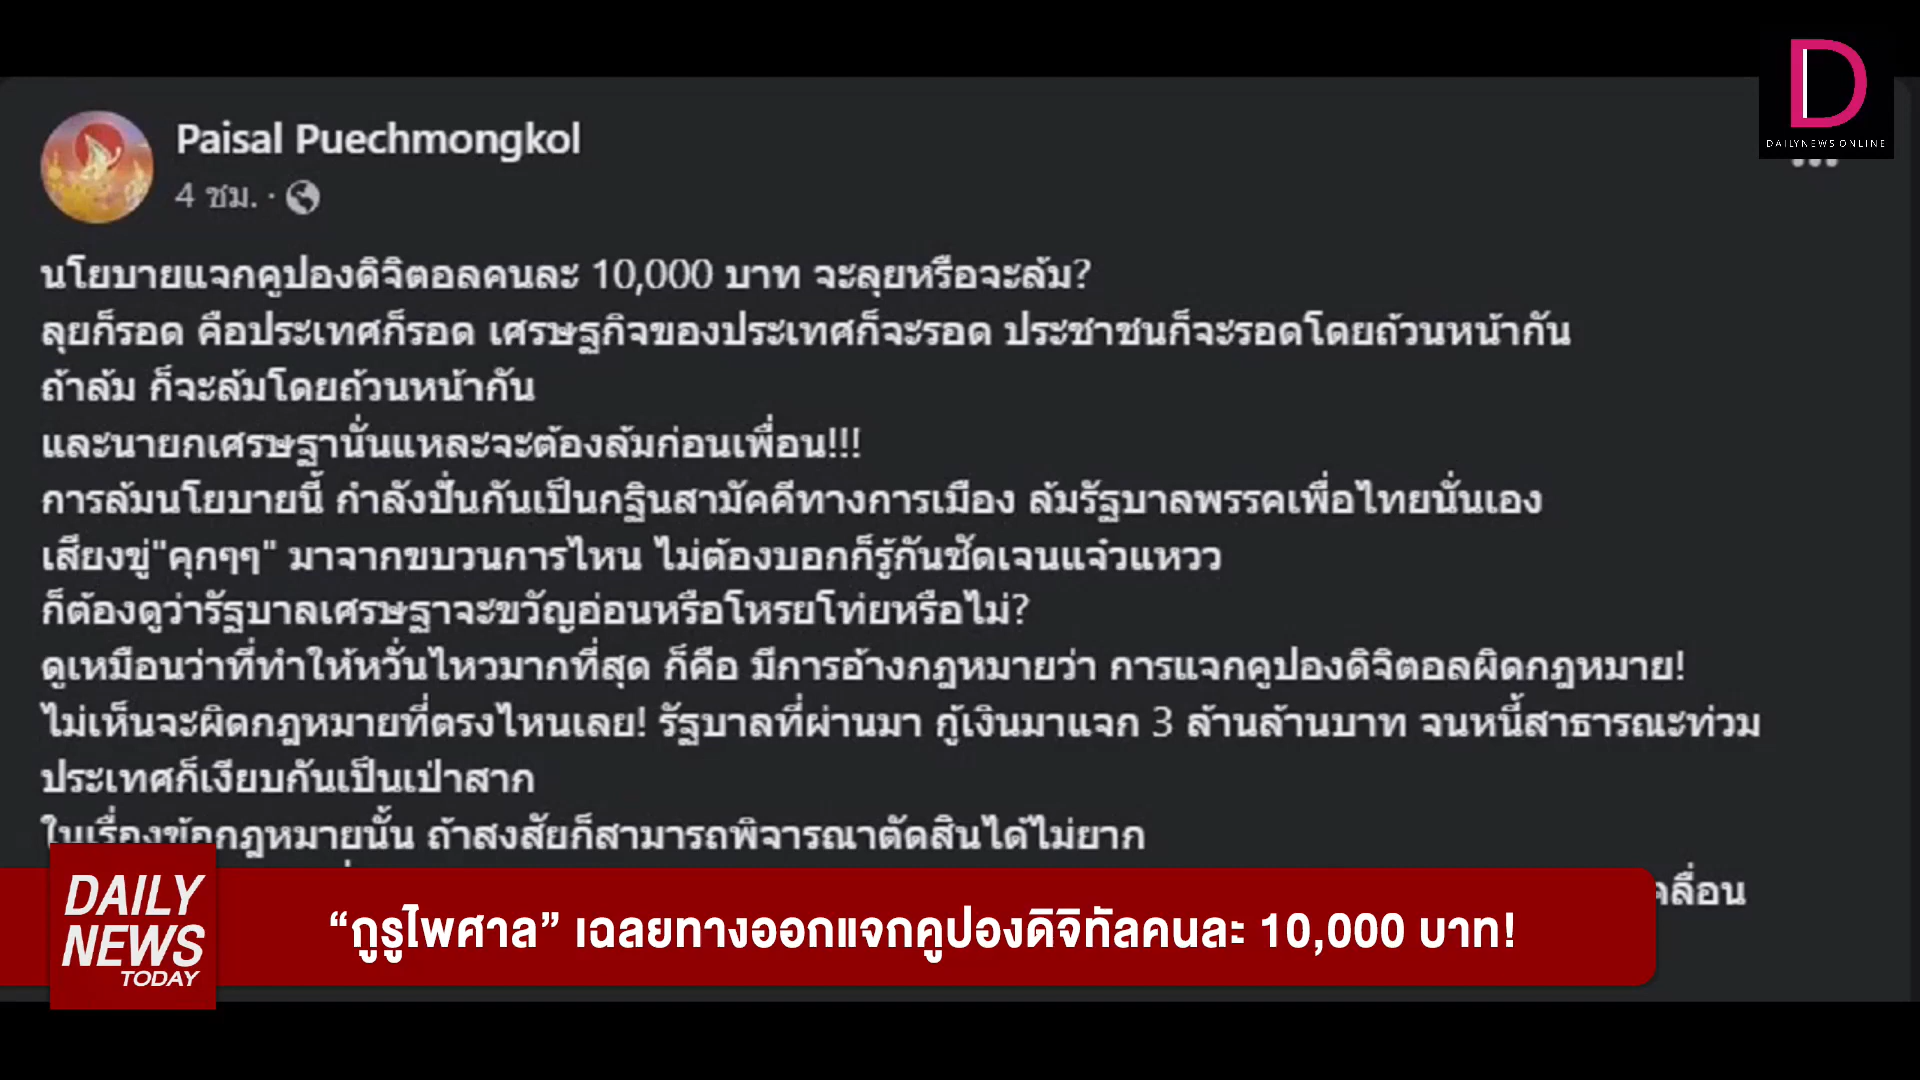 D
DAILYNEWS ONLINE
Paisal Puechmongkol
4 ชม. ·
นโยบายแจกคูปองดิจิตอลคนละ 10,000 บาท จะลุยหรือจะล้ม?
ลุยก็รอด คือประเทศก็รอด เศรษฐกิจของประเทศก็จะรอด ประชาชนก็จะรอดโดยถ้วนหน้ากัน
ถ้าล้ม ก็จะล้มโดยถ้วนหน้ากัน
และนายกเศรษฐานั่นแหละจะต้องล้มก่อนเพื่อน!!!
การล้มนโยบายนี้ กำลังปั่นกันเป็นกฐินสามัคคีทางการเมือง ล้มรัฐบาลพรรคเพื่อไทยนั่นเอง
เสียงขู่"คุกๆๆ" มาจากขบวนการไหน ไม่ต้องบอกก็รู้กันชัดเจนแจ๋วแหวว
ก็ต้องดูว่ารัฐบาลเศรษฐาจะขวัญอ่อนหรือโหรยโท่ยหรือไม่?
ดูเหมือนว่าที่ทำให้หวั่นไหวมากที่สุด ก็คือ มีการอ้างกฎหมายว่า การแจกคูปองดิจิตอลผิดกฎหมาย!
ไม่เห็นจะผิดกฎหมายที่ตรงไหนเลย! รัฐบาลที่ผ่านมา กู้เงินมาแจก 3 ล้านล้านบาท จนหนี้สาธารณะท่วม
ประเทศก็เงียบกันเป็นเป่าสาก
ในเรื่องข้อกฎหมายนั้น ถ้าสงสัยก็สามารถพิจารณาตัดสินได้ไม่ยาก
คลื่อน
DAILY
NEWS
TODAY
“กูรูไพศาล” เฉลยทางออกแจกคูปองดิจิทัลคนละ 10,000 บาท!